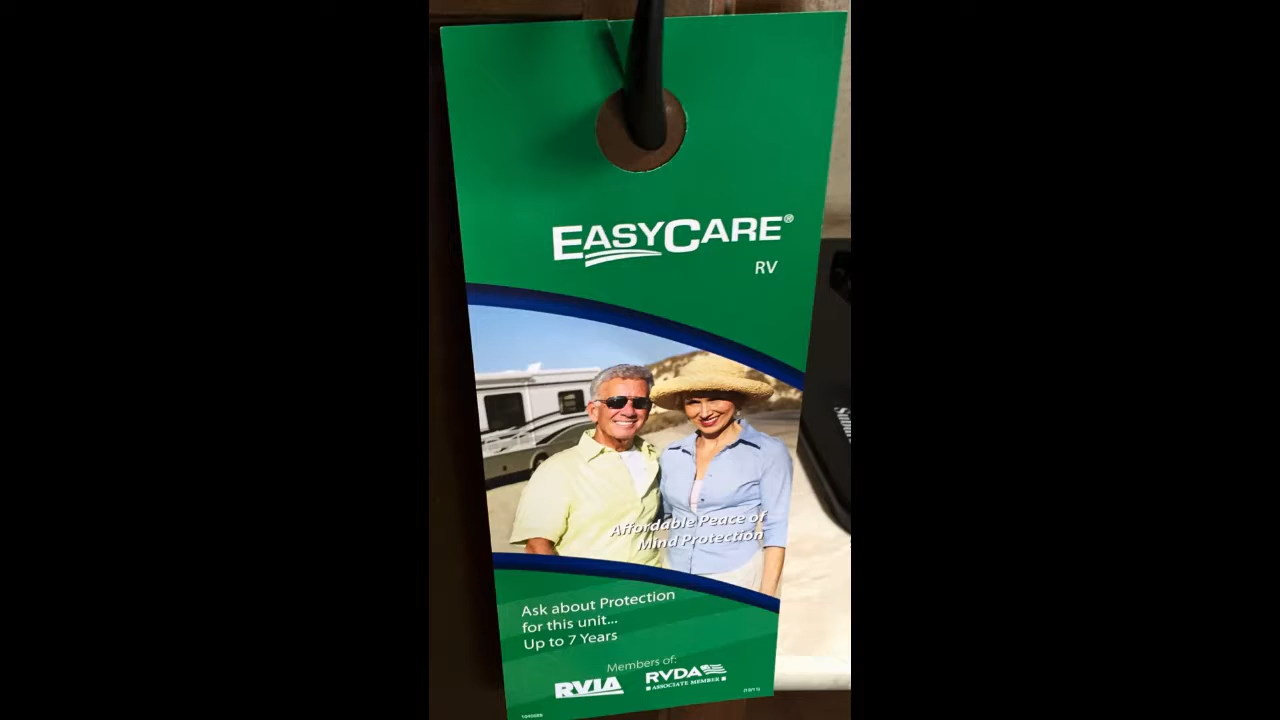 EASYCARE®
RV
Affordable Peace of
Mind Protection
Ask about Protection
for this unit...
Up to 7 Years
Members of:
RVIA
RVDA
ASSOCIATE MEMBER